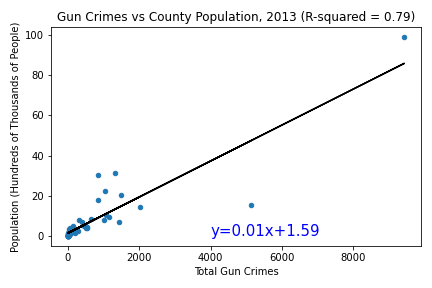 Gun Crimes vs County Population, 2013 (R-squared = 0.79)
Population (Hundreds of Thousands of People)
100
80
60
40
20
0
y=0.01x+1.59
0 2000 4000 6000 8000
Total Gun Crimes